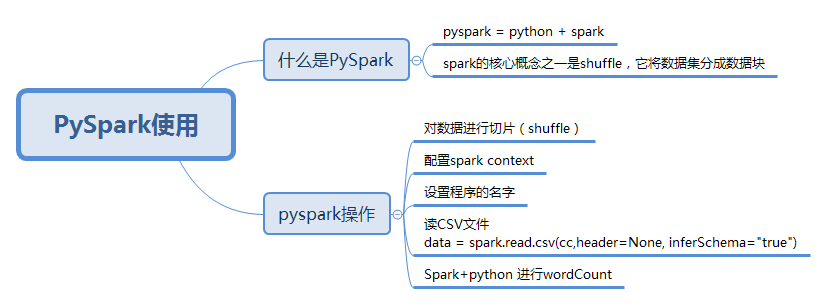 PySpark使用
什么是PySpark
pyspark = python + spark
spark的核心概念之一是shuffle，它将数据集分成数据块
pyspark操作
对数据进行切片（shuffle）
配置spark context
设置程序的名字
读CSV文件
data = spark.read.csv(cc,header=None, inferSchema="true")
Spark+python 进行wordCount